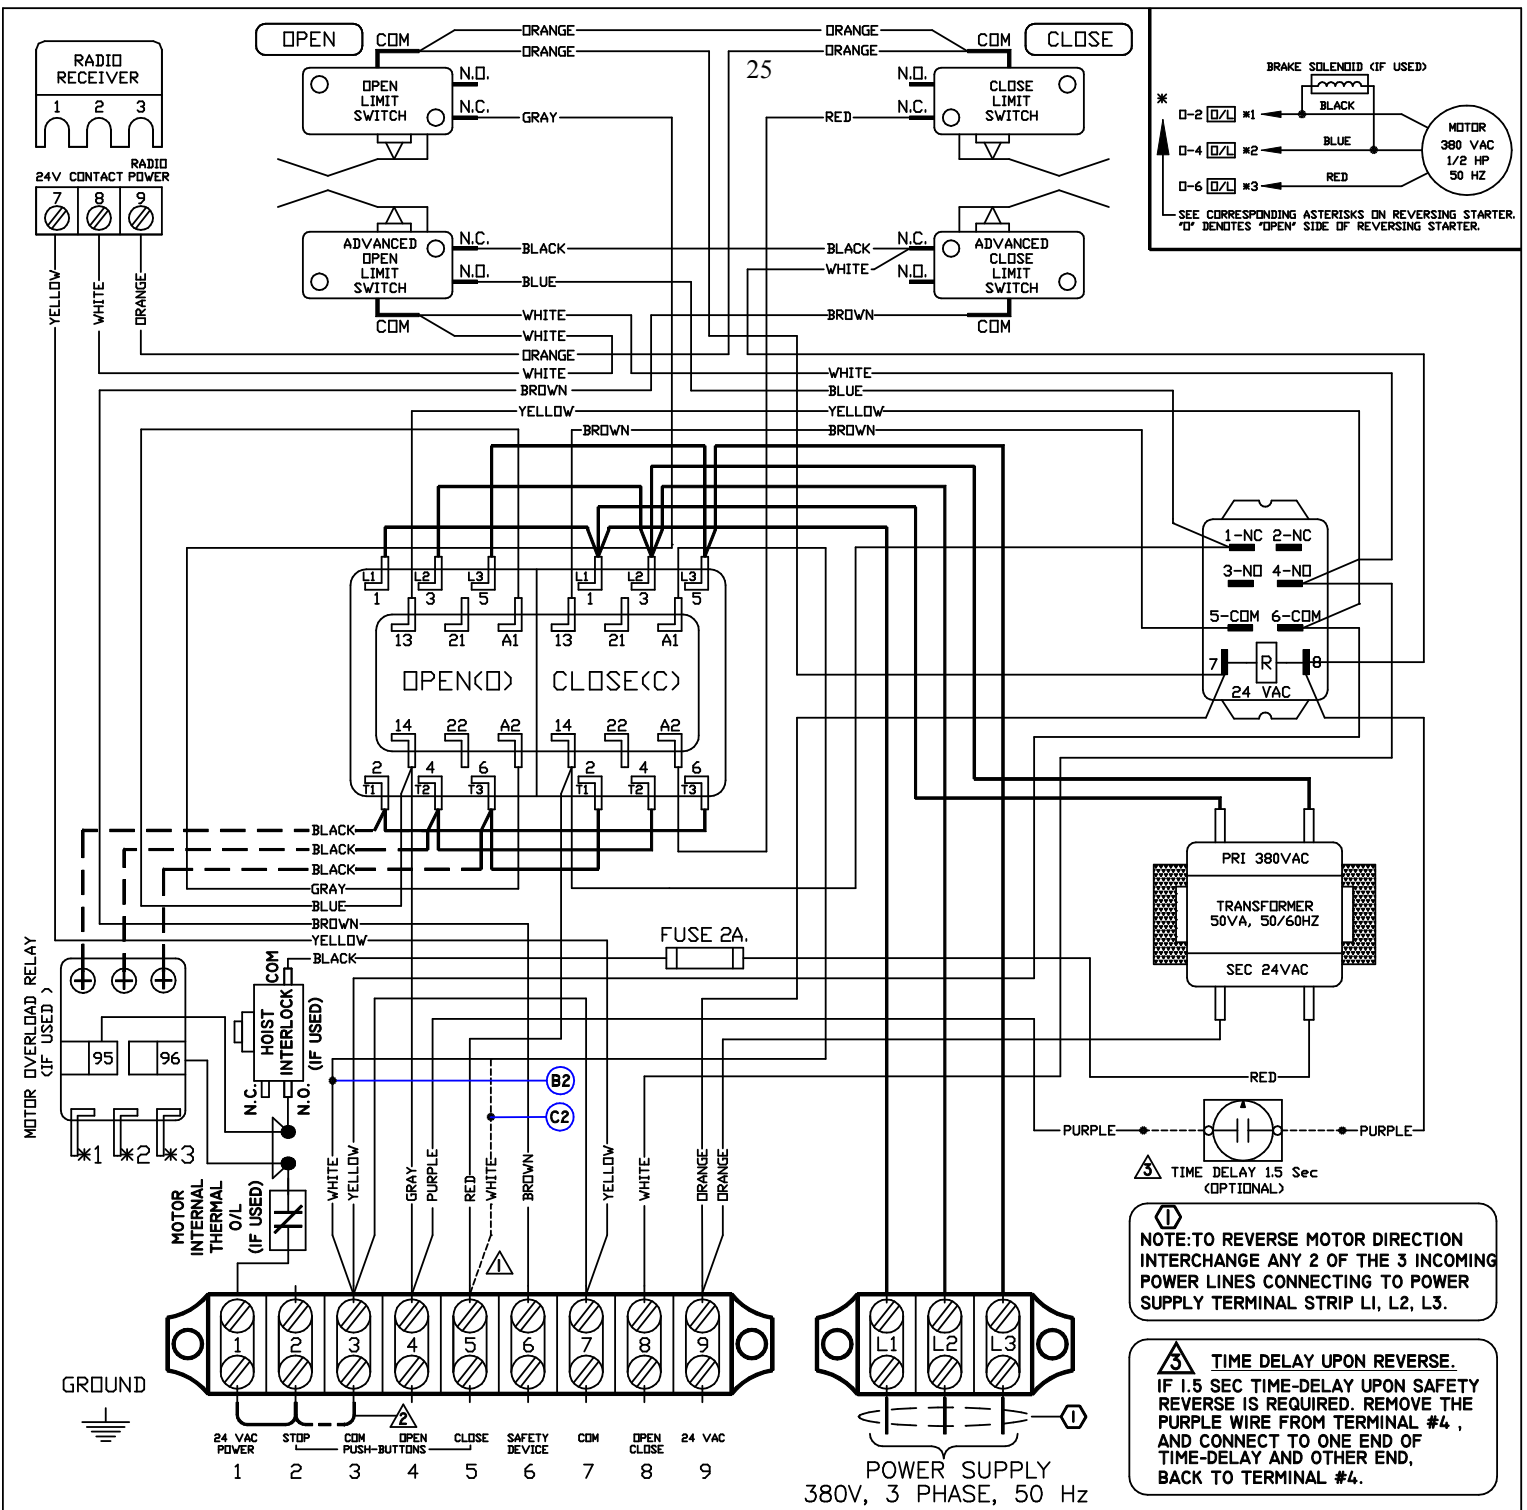 OPEN
COM
ORANGE
ORANGE
COM
CLOSE
ORANGE
ORANGE
25
RADIO
RECEIVER
1 2 3
OPEN
LIMIT
SWITCH
N.O.
N.C.
GRAY
RED
N.O.
N.C.
CLOSE
LIMIT
SWITCH
BRAKE SOLENOID (IF USED)
*
O-2 O/L *1
BLACK
O-4 O/L *2
BLUE
O-6 O/L *3
RED
MOTOR
380 VAC
1/2 HP
50 HZ
SEE CORRESPONDING ASTERISKS ON REVERSING STARTER.
"O" DENOTES "OPEN" SIDE OF REVERSING STARTER.
RADIO
24V CONTACT POWER
7 8 9
YELLOW
WHITE
ORANGE
ADVANCED
OPEN
LIMIT
SWITCH
N.C.
N.O.
COM
BLACK
BLUE
WHITE
WHITE
ORANGE
WHITE
BROWN
YELLOW
BROWN
BLACK
WHITE
BROWN
N.C.
N.O.
ADVANCED
CLOSE
LIMIT
SWITCH
COM
WHITE
BLUE
YELLOW
BROWN
1-NC 2-NC
3-NO 4-NO
5-COM 6-COM
7 R 8
24 VAC
L1 L2 L3 L1 L2 L3
1 3 5 1 3 5
13 21 A1 13 21 A1
OPEN(O) CLOSE(C)
14 22 A2 14 22 A2
2 4 6 2 4 6
T1 T2 T3 T1 T2 T3
BLACK
BLACK
BLACK
GRAY
BLUE
BROWN
YELLOW
BLACK
FUSE 2A.
PRI 380VAC
TRANSFORMER
50VA, 50/60HZ
SEC 24VAC
MOTOR OVERLOAD RELAY
(IF USED )
95 96
*1 *2 *3
COM
HOIST
INTERLOCK
(IF USED)
N.C.
N.O.
B2
C2
RED
PURPLE
PURPLE
3 TIME DELAY 1.5 Sec
(OPTIONAL)
MOTOR
INTERNAL
THERMAL
O/L
(IF USED)
WHITE
YELLOW
GRAY
PURPLE
RED
WHITE
BROWN
YELLOW
WHITE
ORANGE
ORANGE
1
1
NOTE:TO REVERSE MOTOR DIRECTION
INTERCHANGE ANY 2 OF THE 3 INCOMING
POWER LINES CONNECTING TO POWER
SUPPLY TERMINAL STRIP L1, L2, L3.
1 2 3 4 5 6 7 8 9
L1 L2 L3
GROUND
2
1
24 VAC
POWER
STOP
COM
OPEN
PUSH-BUTTONS
CLOSE
SAFETY
DEVICE
COM
OPEN
CLOSE
24 VAC
1 2 3 4 5 6 7 8 9
POWER SUPPLY
380V, 3 PHASE, 50 Hz
3 TIME DELAY UPON REVERSE.
IF 1.5 SEC TIME-DELAY UPON SAFETY
REVERSE IS REQUIRED. REMOVE THE
PURPLE WIRE FROM TERMINAL #4 ,
AND CONNECT TO ONE END OF
TIME-DELAY AND OTHER END,
BACK TO TERMINAL #4.